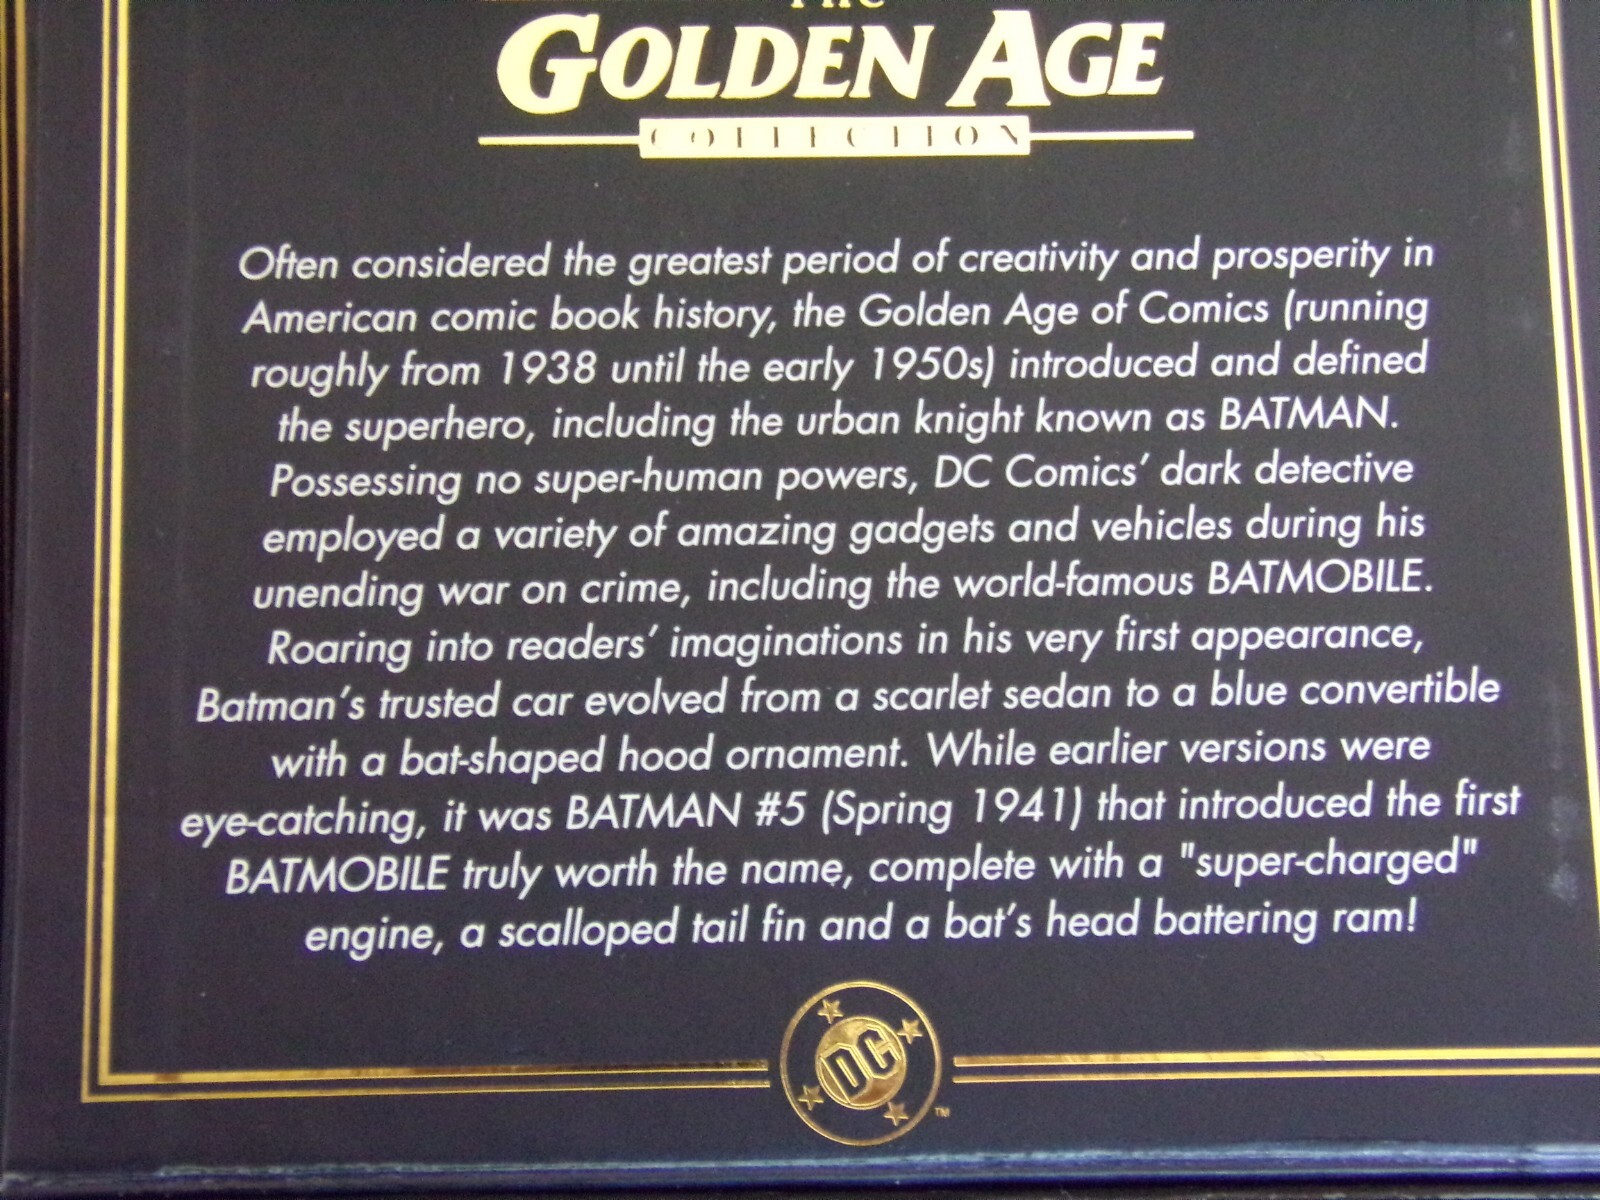 The
GOLDEN AGE
COLLECTION
Often considered the greatest period of creativity and prosperity in
American comic book history, the Golden Age of Comics (running
roughly from 1938 until the early 1950s) introduced and defined
the superhero, including the urban knight known as BATMAN.
Possessing no super-human powers, DC Comics' dark detective
employed a variety of amazing gadgets and vehicles during his
unending war on crime, including the world-famous BATMOBILE.
Roaring into readers' imaginations in his very first appearance,
Batman's trusted car evolved from a scarlet sedan to a blue convertible
with a bat-shaped hood ornament. While earlier versions were
eye-catching, it was BATMAN #5 (Spring 1941) that introduced the first
BATMOBILE truly worth the name, complete with a "super-charged"
engine, a scalloped tail fin and a bat's head battering ram!
DC
TM